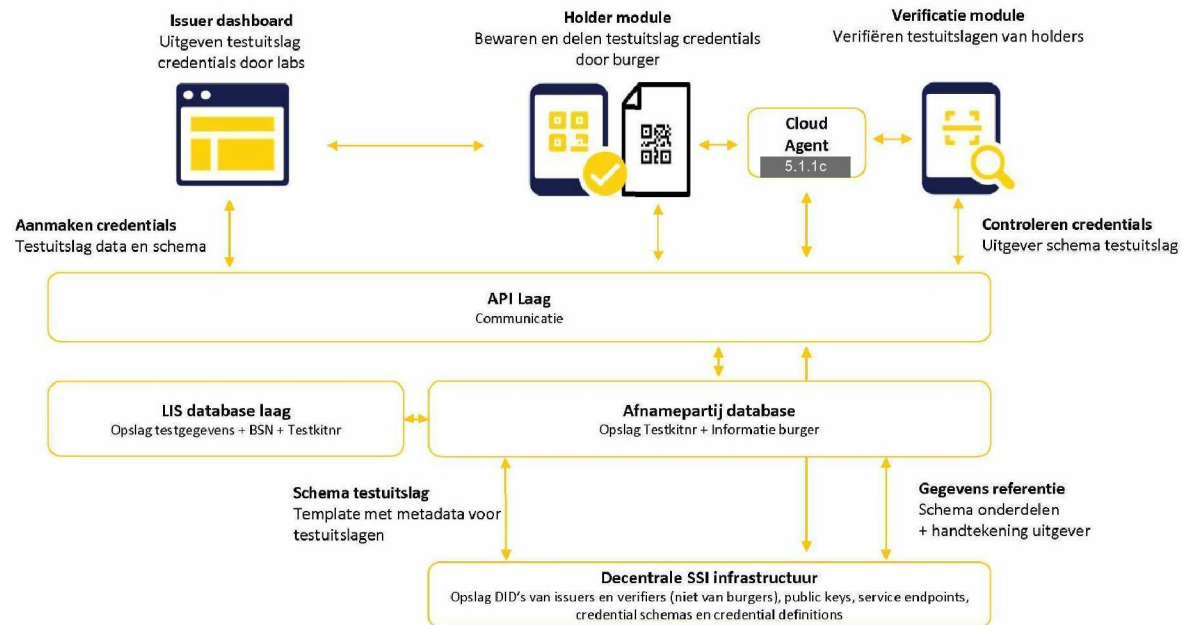 Issuer dashboard
Uitgeven testuitslag
credentials door labs
Holder module
Bewaren en delen testuitslag credentials
door burger
Verificatie module
Verifiëren testuitslagen van holders
Cloud
Agent
5.1.1c
Aanmaken credentials
Testuitslag data en schema
Controleren credentials
Uitgever schema testuitslag
API Laag
Communicatie
LIS database laag
Opslag testgegevens + BSN + Testkitnr
Afnamepartij database
Opslag Testkitnr + Informatie burger
Schema testuitslag
Template met metadata voor
testuitslagen
Gegevens referentie
Schema onderdelen
+ handtekening uitgever
Decentrale SSI infrastructuur
Opslag DID's van issuers en verifiers (niet van burgers), public keys, service endpoints,
credential schemas en credential definitions